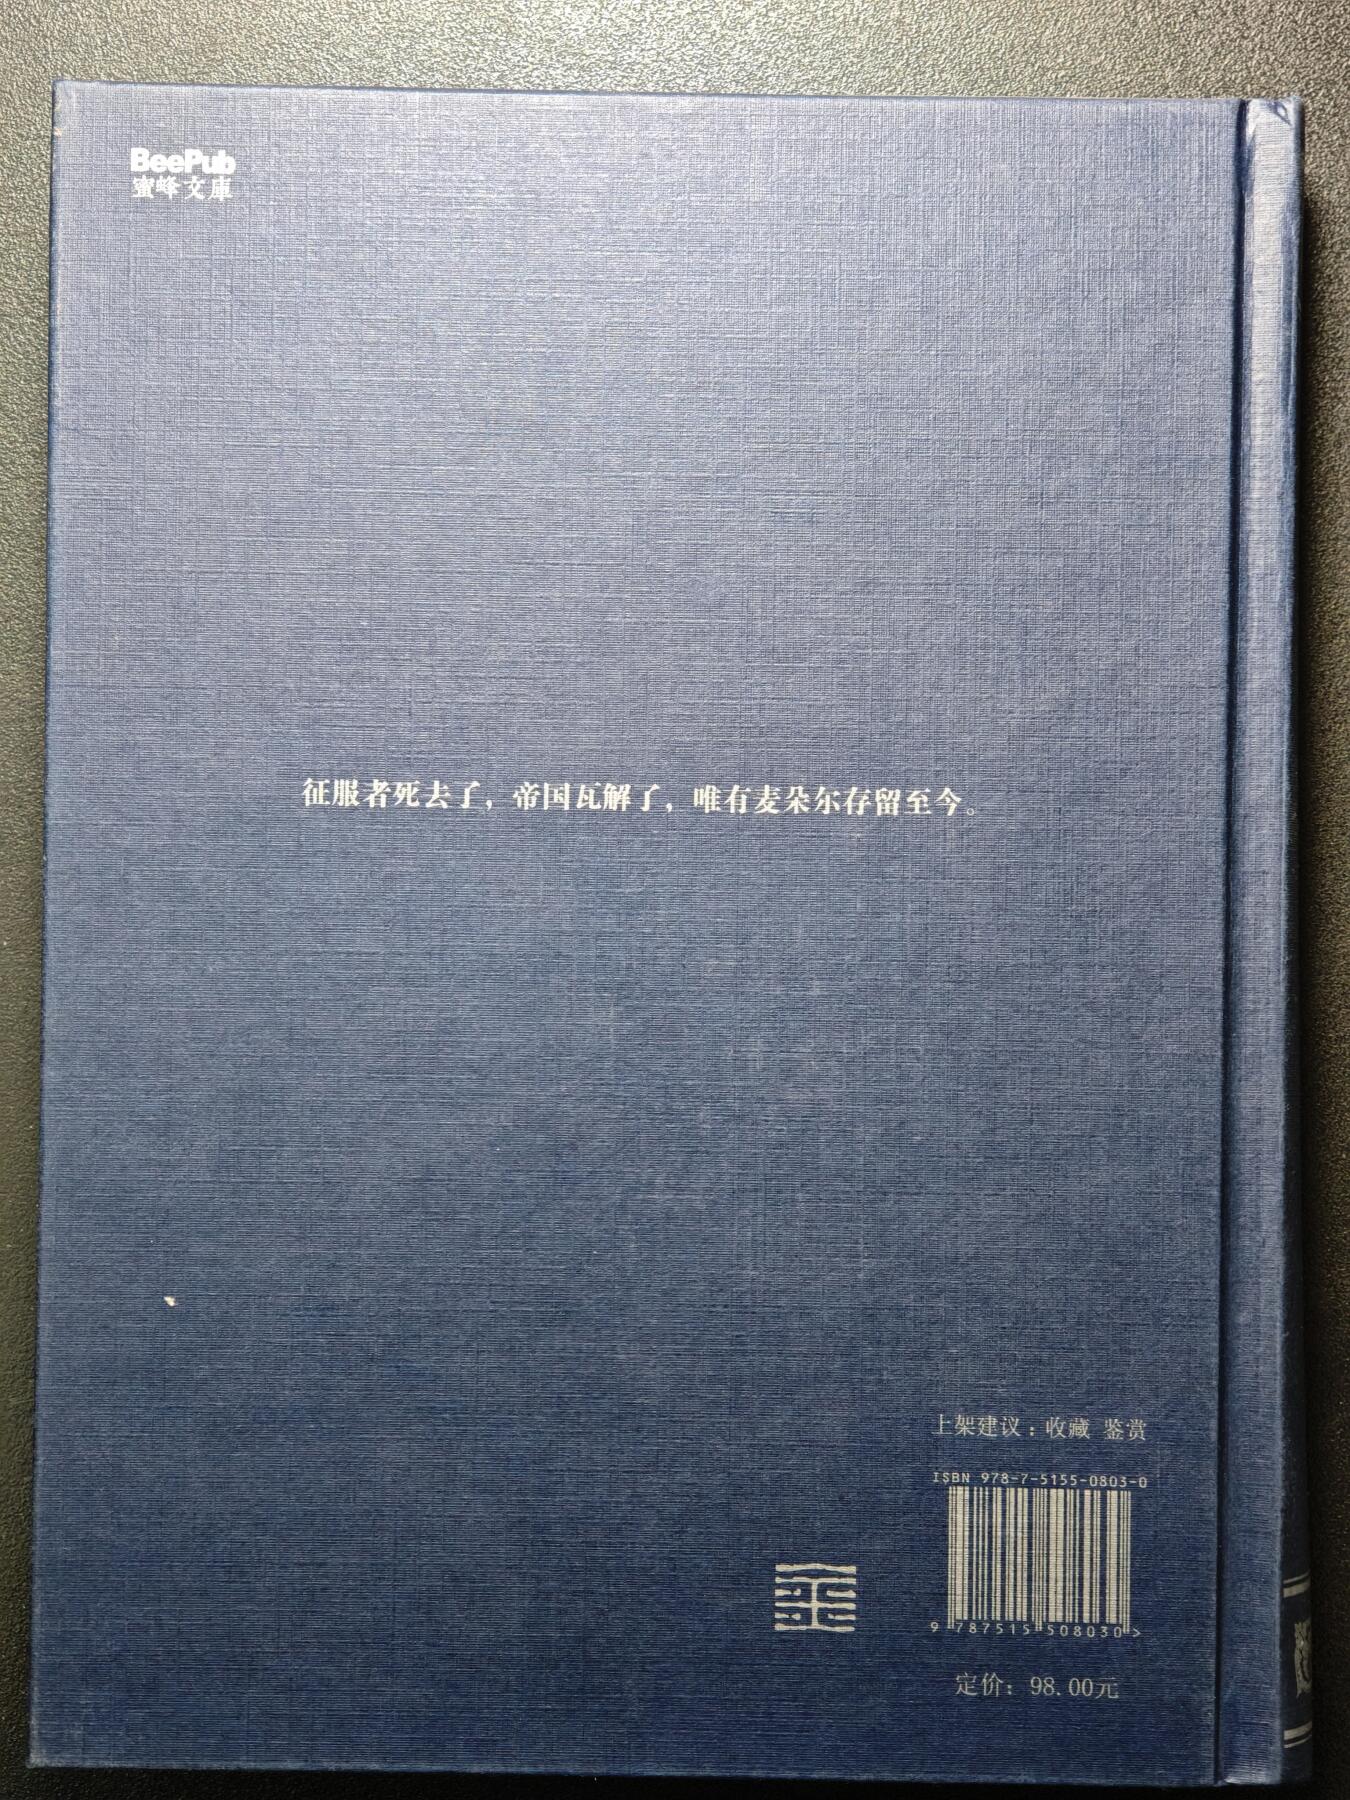 BeePub
蜜蜂文庫
征服者死去了，帝国瓦解了，唯有麦朵尔存留至今。
上架建议：收藏 鉴赏
ISBN 978-7-5155-0803-0
9 787515 508030 >
定价：98.00元